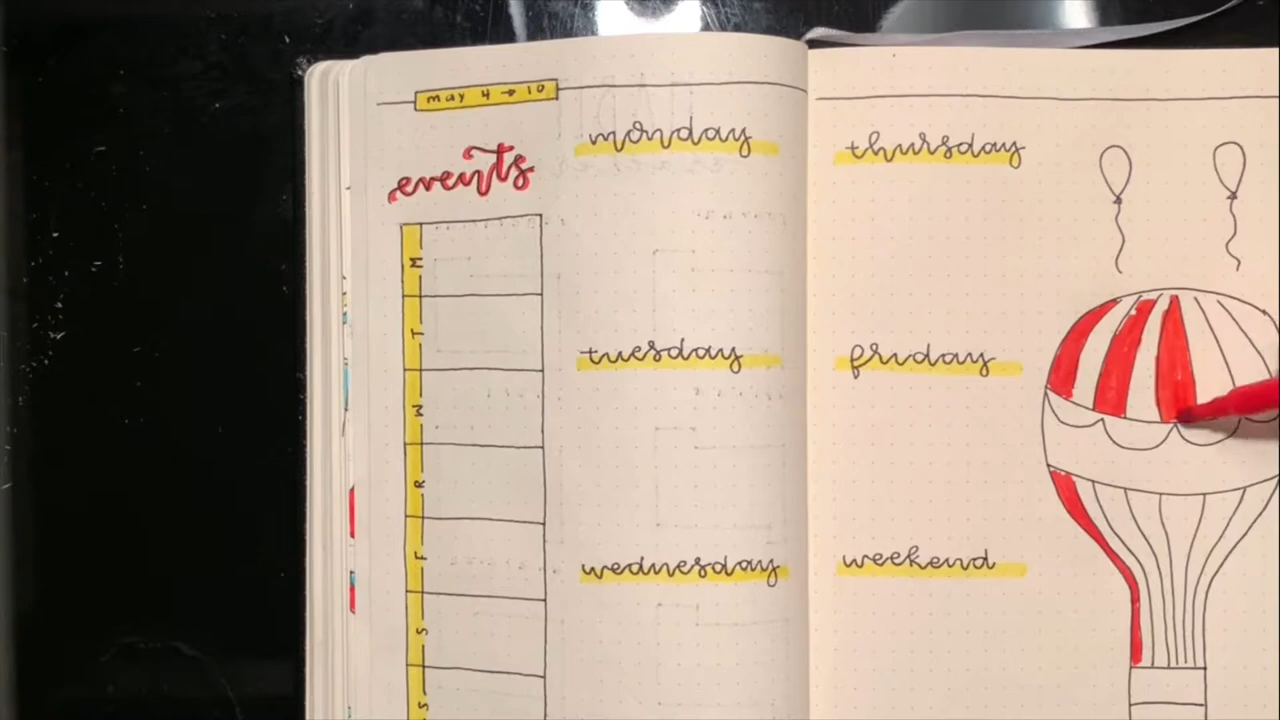 may 4 → 10
events
M
T
W
R
F
S
S
monday
tuesday
wednesday
thursday
friday
weekend